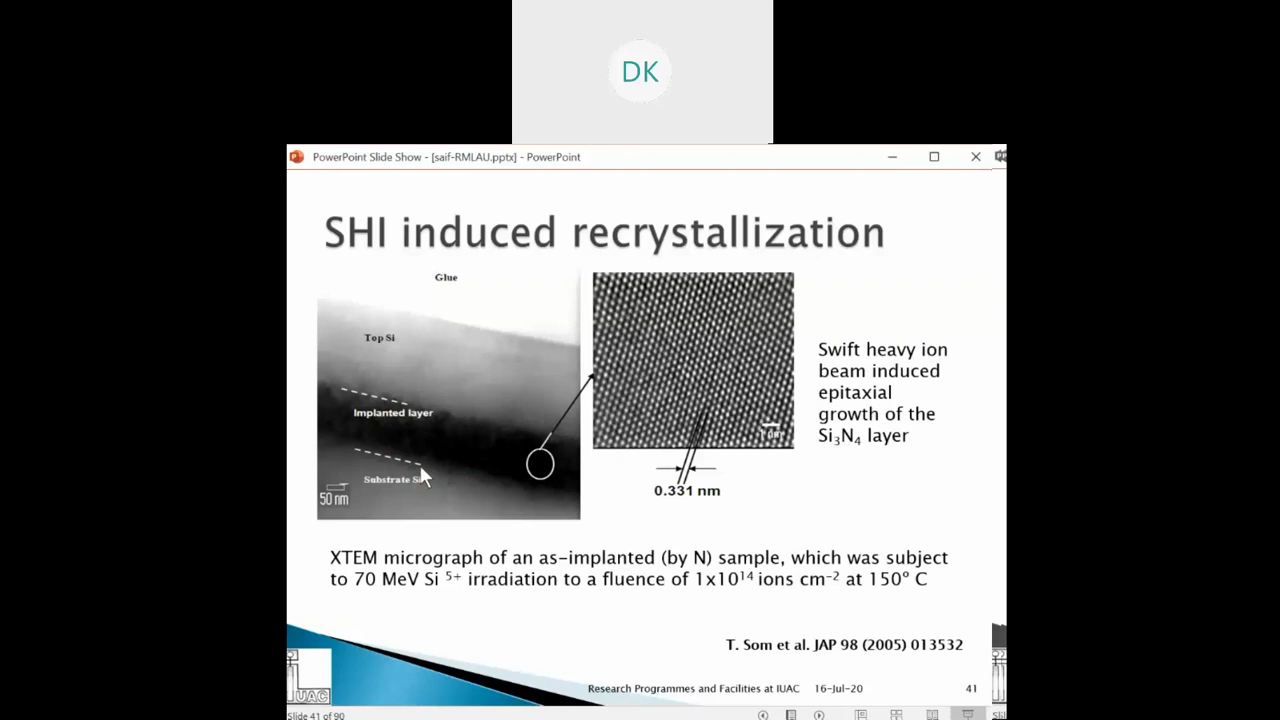 DK
PowerPoint Slide Show - [saif-RMLAU.pptx] - PowerPoint
SHI induced recrystallization
Glue
Top Si
Implanted layer
Substrate Si
50 nm
1 nm
0.331 nm
Swift heavy ion
beam induced
epitaxial
growth of the
Si₃N₄ layer
XTEM micrograph of an as-implanted (by N) sample, which was subject
to 70 MeV Si ⁵⁺ irradiation to a fluence of 1x10¹⁴ ions cm⁻² at 150º C
T. Som et al. JAP 98 (2005) 013532
IUAC
Research Programmes and Facilities at IUAC 16-Jul-20 41
Slide 41 of 90